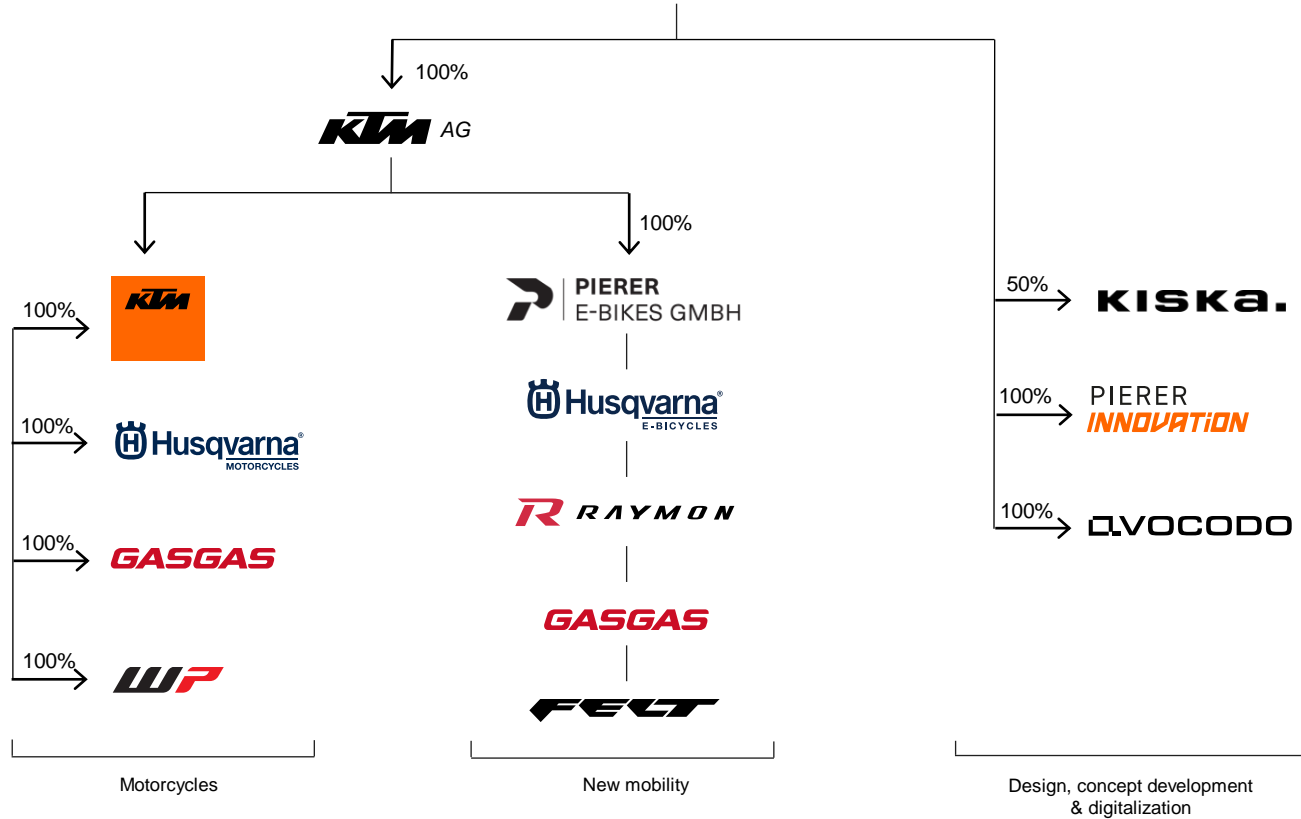 100%
KTM AG
100%
100%
KTM
PIERER
E-BIKES GMBH
50%
KISKa.
100%
Husqvarna®
MOTORCYCLES
Husqvarna®
E-BICYCLES
100%
PIERER
INNOVATiON
R RAYMON
100%
aVOCODO
100%
GASGAS
GASGAS
100%
WP
FELT
Motorcycles
New mobility
Design, concept development
& digitalization